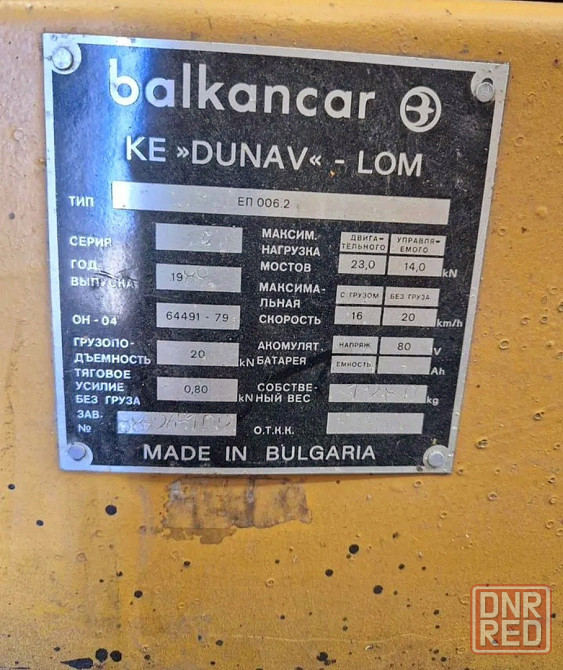 balkancar
КЕ »DUNAV« - LOM
ТИП ЕП 006.2
СЕРИЯ
ГОД ВЫПУСКА 19
ОН - 04 64491 - 79
ГРУЗОПО-
ДЪЕМНОСТЬ 20 kN
ТЯГОВОЕ
УСИЛИЕ
БЕЗ ГРУЗА 0,80 kN
ЗАВ.
№
МАКСИМ.
НАГРУЗКА
МОСТОВ
ДВИГА-
ТЕЛЬНОГО
УПРАВЛЯ-
ЕМОГО
23,0 14,0 kN
МАКСИМА-
ЛЬНАЯ
СКОРОСТЬ
С ГРУЗОМ БЕЗ ГРУЗА
16 20 km/h
АКОМУЛЯТ.
БАТАРЕЯ
НАПРЯЖ. 80 V
ЕМКОСТЬ Ah
СОБСТВЕ-
НЫЙ ВЕС kg
О.Т.К.К.
MADE IN BULGARIA
DNR
RED